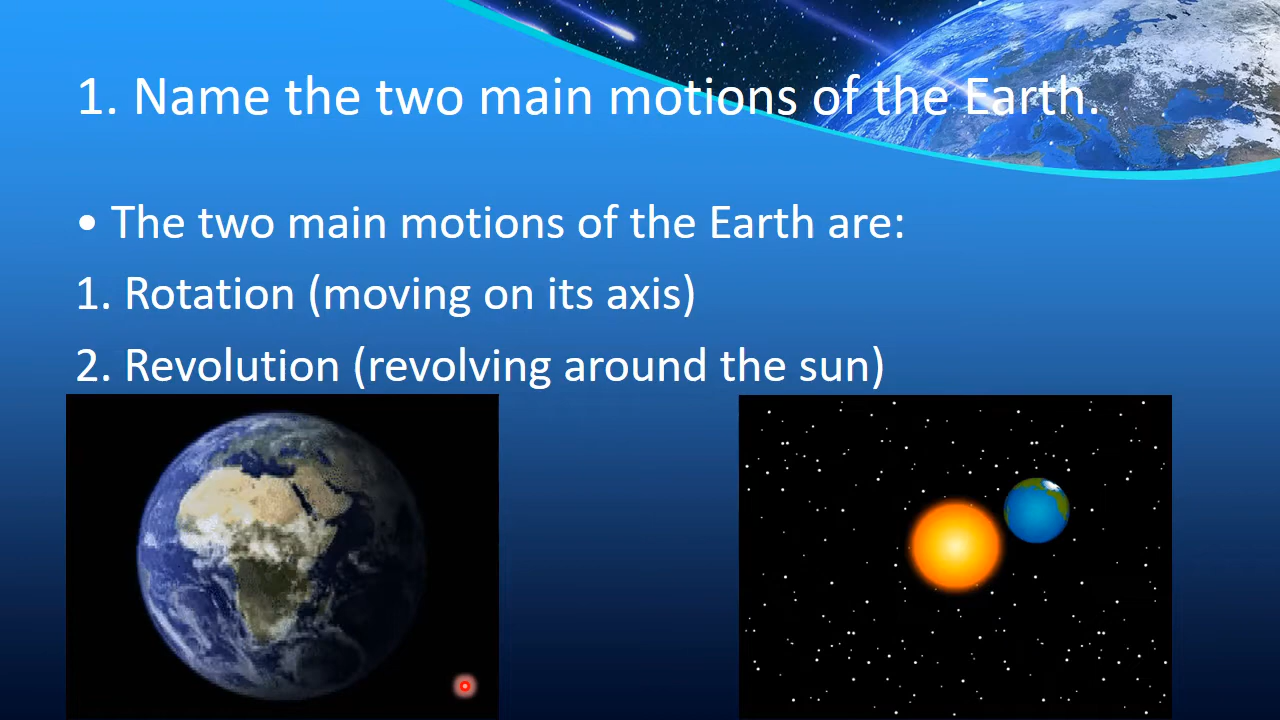 1. Name the two main motions of the Earth.
• The two main motions of the Earth are:
1. Rotation (moving on its axis)
2. Revolution (revolving around the sun)